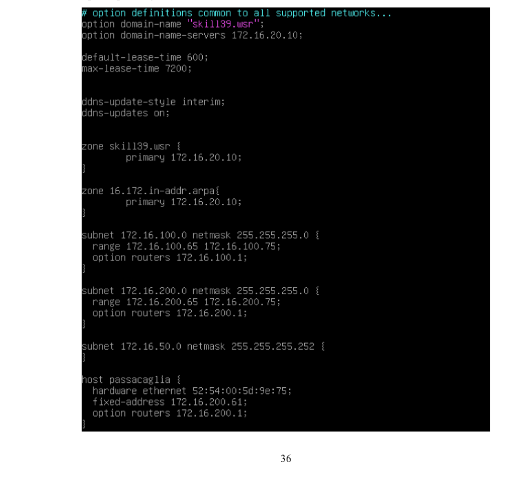 # option definitions common to all supported networks...
option domain-name "skill39.wsr";
option domain-name-servers 172.16.20.10;
default-lease-time 600;
max-lease-time 7200;
ddns-update-style interim;
ddns-updates on;
zone skill39.wsr {
primary 172.16.20.10;
}
zone 16.172.in-addr.arpa{
primary 172.16.20.10;
}
subnet 172.16.100.0 netmask 255.255.255.0 {
range 172.16.100.65 172.16.100.75;
option routers 172.16.100.1;
}
subnet 172.16.200.0 netmask 255.255.255.0 {
range 172.16.200.65 172.16.200.75;
option routers 172.16.200.1;
}
subnet 172.16.50.0 netmask 255.255.255.252 {
}
host passacaglia {
hardware ethernet 52:54:00:5d:9e:75;
fixed-address 172.16.200.61;
option routers 172.16.200.1;
}
36